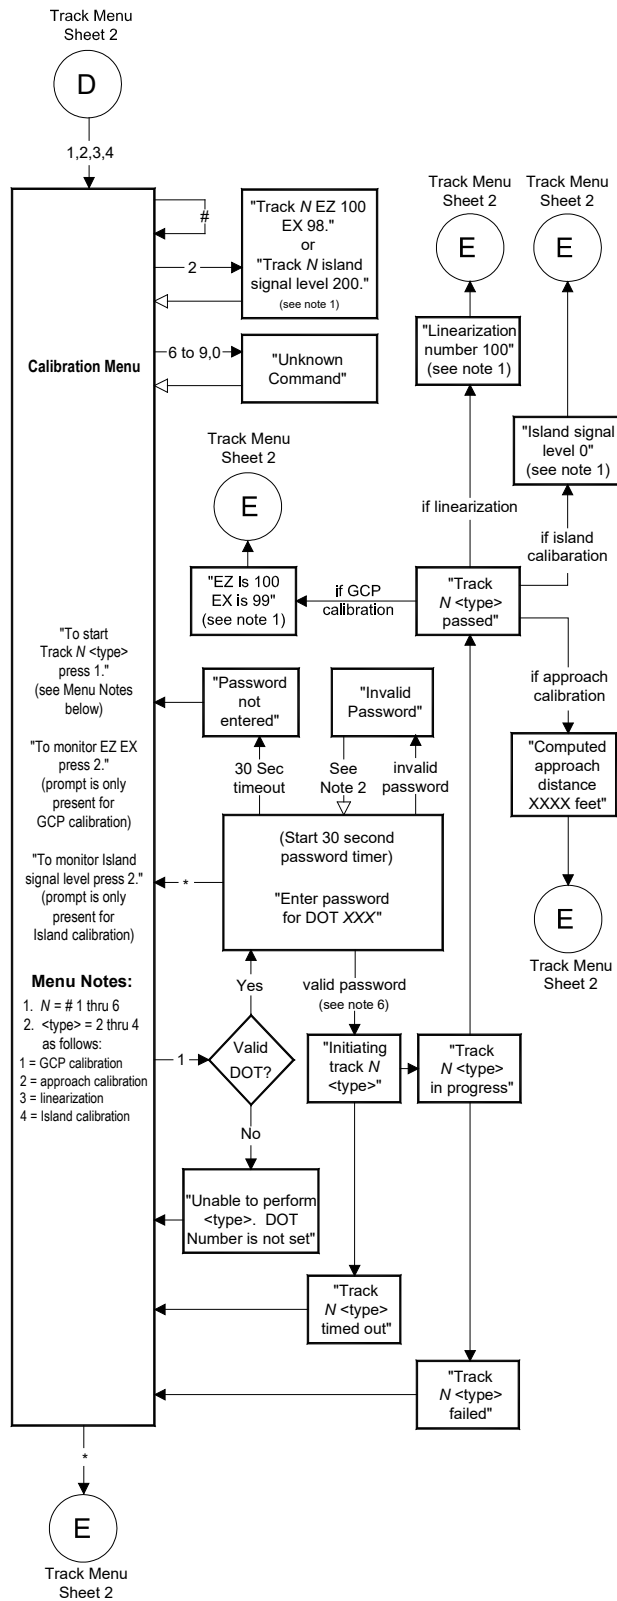 Track Menu
Sheet 2
D
1,2,3,4
#
"Track N EZ 100
EX 98."
or
"Track N island
signal level 200."
(see note 1)
2
Calibration Menu
6 to 9,0
"Unknown
Command"
Track Menu
Sheet 2
E
Track Menu
Sheet 2
E
"Linearization
number 100"
(see note 1)
"Island signal
level 0"
(see note 1)
Track Menu
Sheet 2
E
if linearization
if island
calibaration
"EZ Is 100
EX is 99"
(see note 1)
if GCP
calibration
"Track
N <type>
passed"
"To start
Track N <type>
press 1."
(see Menu Notes
below)
"Password
not
entered"
"Invalid
Password"
if approach
calibration
"To monitor EZ EX
press 2."
(prompt is only
present for
GCP calibration)
30 Sec
timeout
See
Note 2
invalid
password
"Computed
approach
distance
XXXX feet"
(Start 30 second
password timer)
"Enter password
for DOT XXX"
"To monitor Island
signal level press 2."
(prompt is only
present for
Island calibration)
*
E
Track Menu
Sheet 2
Menu Notes:
1. N = # 1 thru 6
2. <type> = 2 thru 4
as follows:
1 = GCP calibration
2 = approach calibration
3 = linearization
4 = Island calibration
Yes
valid password
(see note 6)
1
Valid
DOT?
"Initiating
track N
<type>"
"Track
N <type>
in progress"
No
"Unable to perform
<type>. DOT
Number is not set"
"Track
N <type>
timed out"
"Track
N <type>
failed"
*
E
Track Menu
Sheet 2